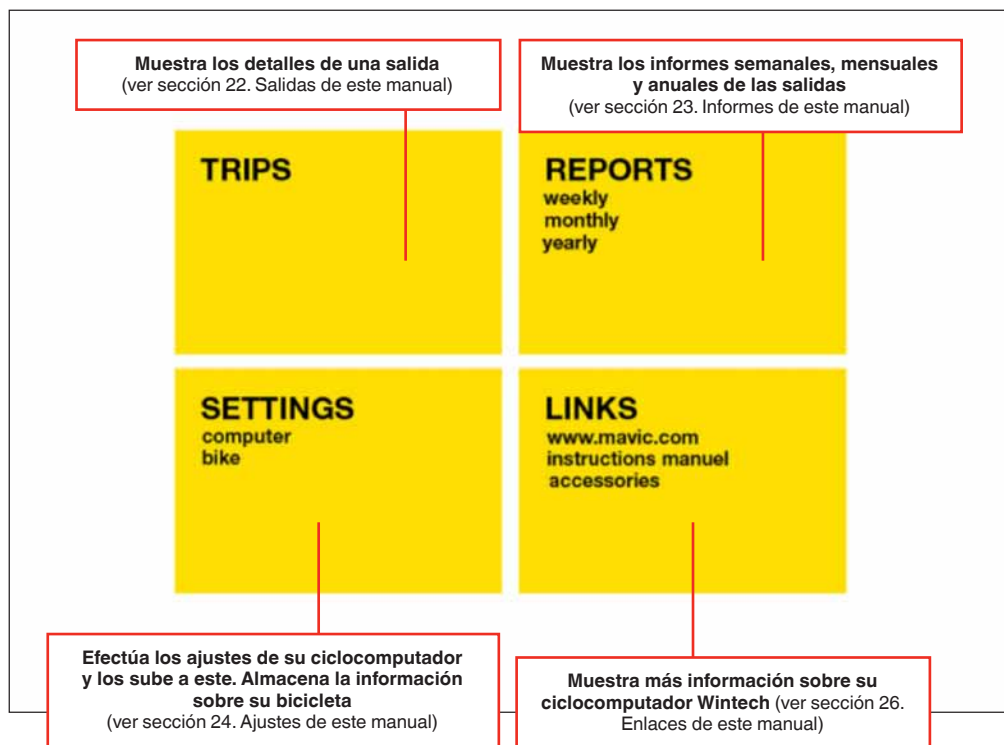 Muestra los detalles de una salida
(ver sección 22. Salidas de este manual)
Muestra los informes semanales, mensuales
y anuales de las salidas
(ver sección 23. Informes de este manual)
TRIPS
REPORTS
weekly
monthly
yearly
SETTINGS
computer
bike
LINKS
www.mavic.com
instructions manuel
accessories
Efectúa los ajustes de su ciclocomputador
y los sube a este. Almacena la información
sobre su bicicleta
(ver sección 24. Ajustes de este manual)
Muestra más información sobre su
ciclocomputador Wintech (ver sección 26.
Enlaces de este manual)